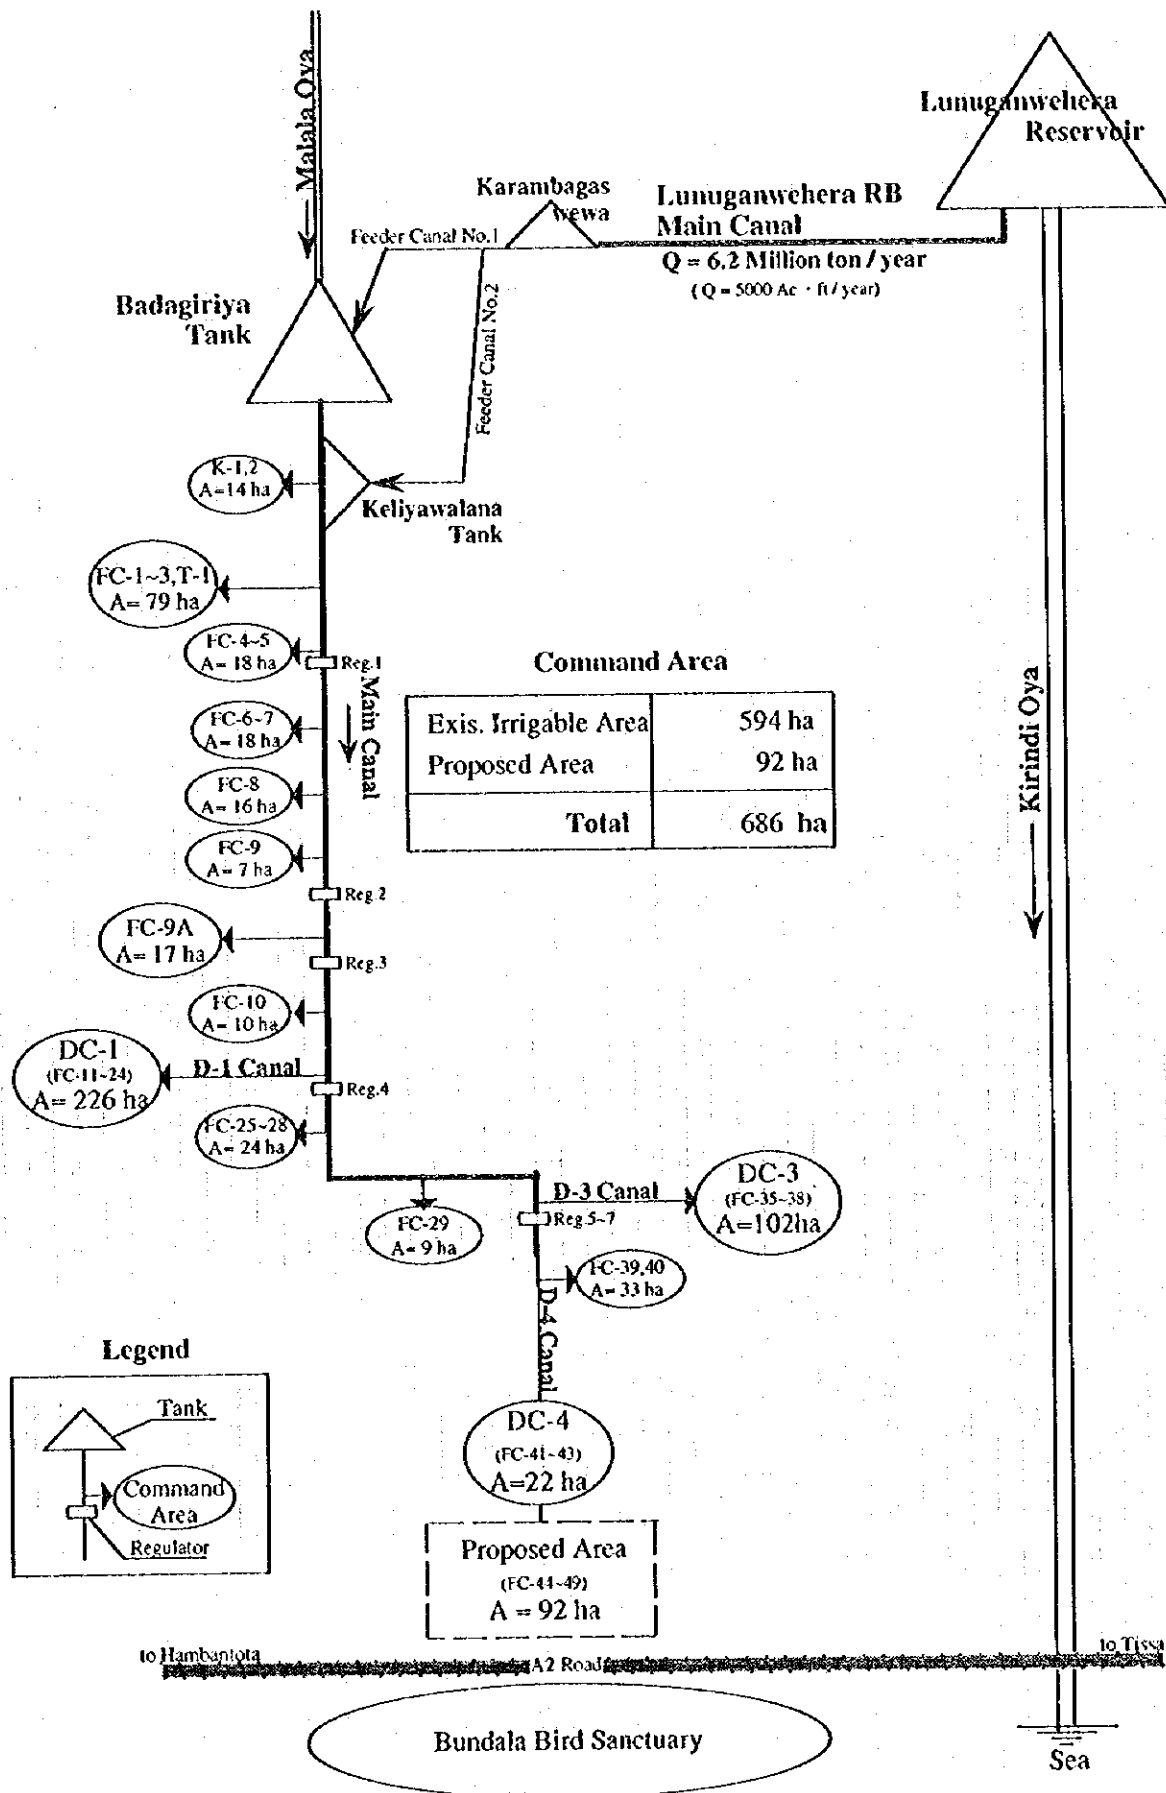 Malala Oya
Lunuganwehera
Reservoir
Karambagas
wewa
Lunuganwehera RB
Main Canal
Feeder Canal No.1
Q = 6.2 Million ton / year
( Q = 5000 Ac · ft / year)
Badagiriya
Tank
Feeder Canal No.2
K-1,2
A=14 ha
Keliyawalana
Tank
FC-1~3,T-1
A= 79 ha
FC-4~5
A= 18 ha
Reg.1
Main Canal
Command Area
Exis. Irrigable Area 594 ha
Proposed Area 92 ha
Total 686 ha
FC-6~7
A= 18 ha
FC-8
A= 16 ha
FC-9
A= 7 ha
Reg.2
Kirindi Oya
FC-9A
A= 17 ha
Reg.3
FC-10
A= 10 ha
DC-1
(FC-11~24)
A= 226 ha
D-1 Canal
Reg.4
FC-25~28
A= 24 ha
FC-29
A= 9 ha
D-3 Canal
DC-3
(FC-35~38)
A=102ha
Reg.5~7
FC-39,40
A= 33 ha
D-4 Canal
Legend
Tank
Command
Area
Regulator
DC-4
(FC-41~43)
A=22 ha
Proposed Area
(FC-44~49)
A = 92 ha
to Hambantota
A2 Road
to Tissa
Bundala Bird Sanctuary
Sea